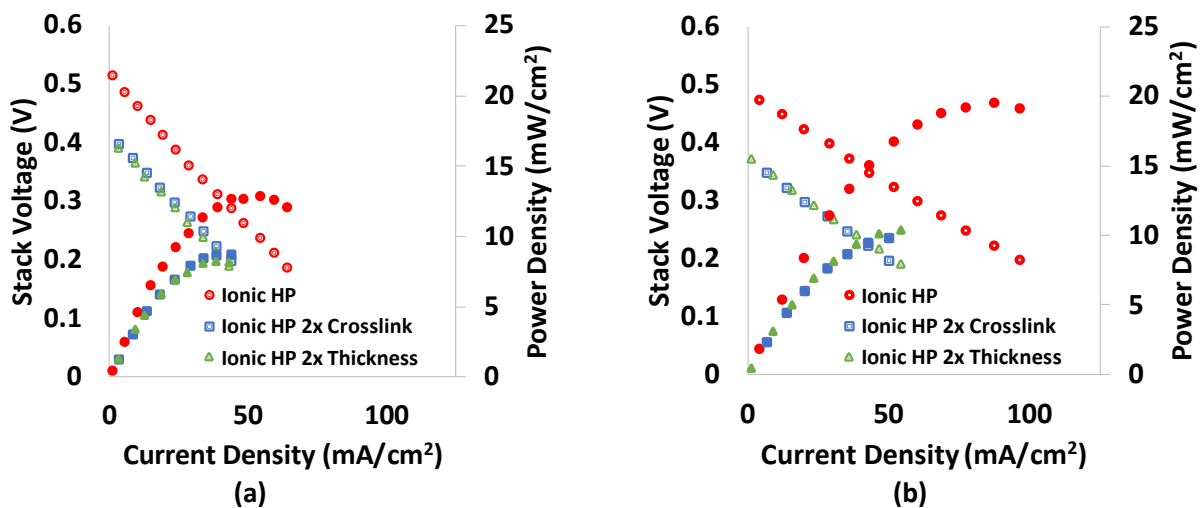 0.6
0.5
0.4
0.3
0.2
0.1
0
Stack Voltage (V)
25
20
15
10
5
0
Power Density (mW/cm²)
Ionic HP
Ionic HP 2x Crosslink
Ionic HP 2x Thickness
0 50 100
Current Density (mA/cm²)
(a)
0.6
0.5
0.4
0.3
0.2
0.1
0
Stack Voltage (V)
25
20
15
10
5
0
Power Density (mW/cm²)
Ionic HP
Ionic HP 2x Crosslink
Ionic HP 2x Thickness
0 50 100
Current Density (mA/cm²)
(b)